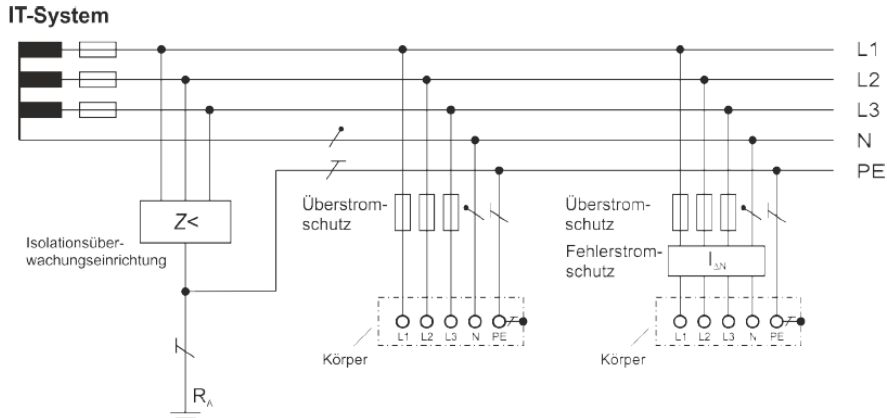 IT-System
L1
L2
L3
N
PE
Überstrom-
schutz
Überstrom-
schutz
Z<
Isolationsüber-
wachungseinrichtung
Fehlerstrom-
schutz
I∆N
L1 L2 L3 N PE
L1 L2 L3 N PE
Körper
Körper
RA